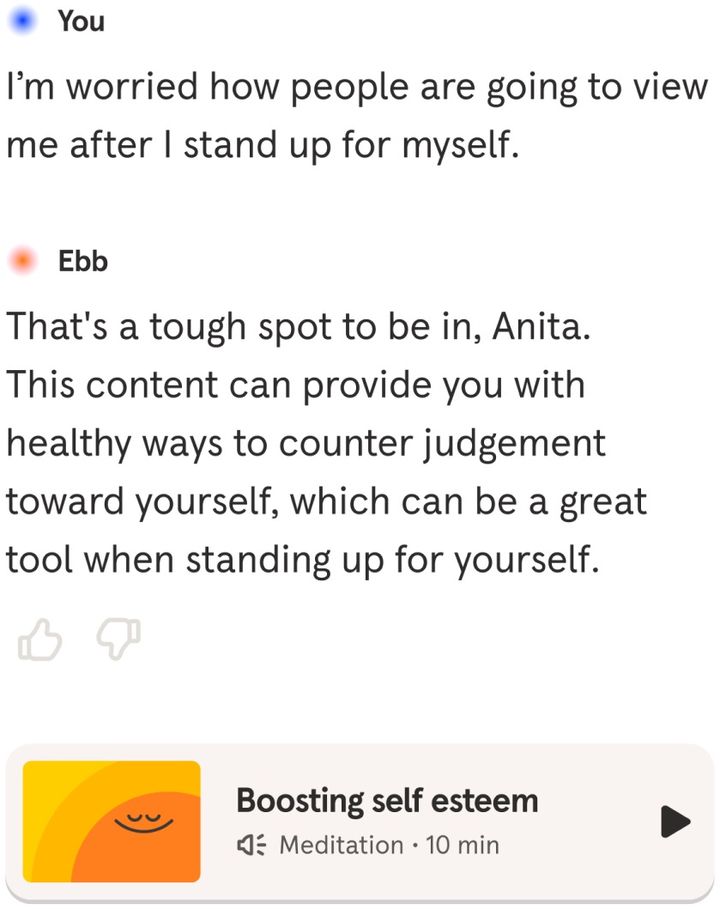 You
I’m worried how people are going to view
me after I stand up for myself.
Ebb
That's a tough spot to be in, Anita.
This content can provide you with
healthy ways to counter judgement
toward yourself, which can be a great
tool when standing up for yourself.
Boosting self esteem
Meditation • 10 min